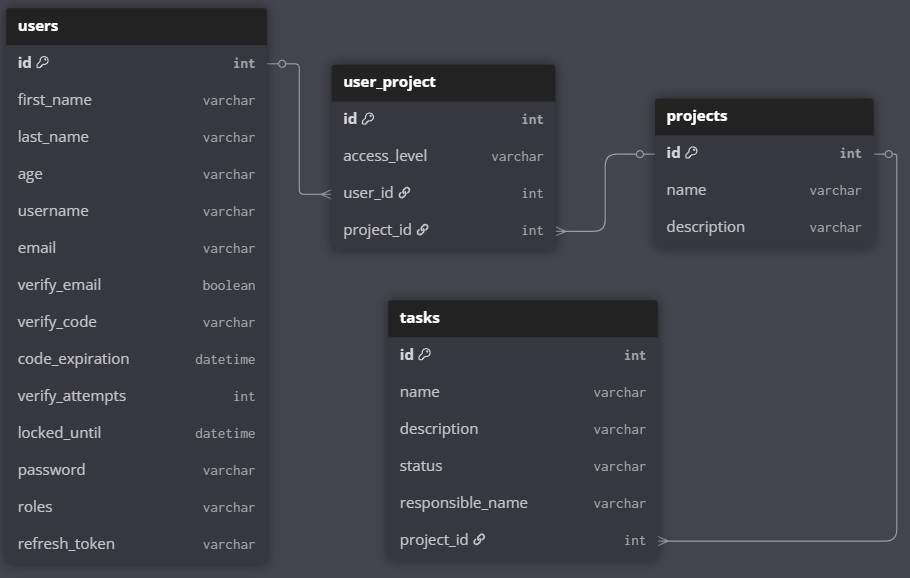 users
id int
first_name varchar
last_name varchar
age varchar
username varchar
email varchar
verify_email boolean
verify_code varchar
code_expiration datetime
verify_attempts int
locked_until datetime
password varchar
roles varchar
refresh_token varchar
user_project
id int
access_level varchar
user_id int
project_id int
projects
id int
name varchar
description varchar
tasks
id int
name varchar
description varchar
status varchar
responsible_name varchar
project_id int